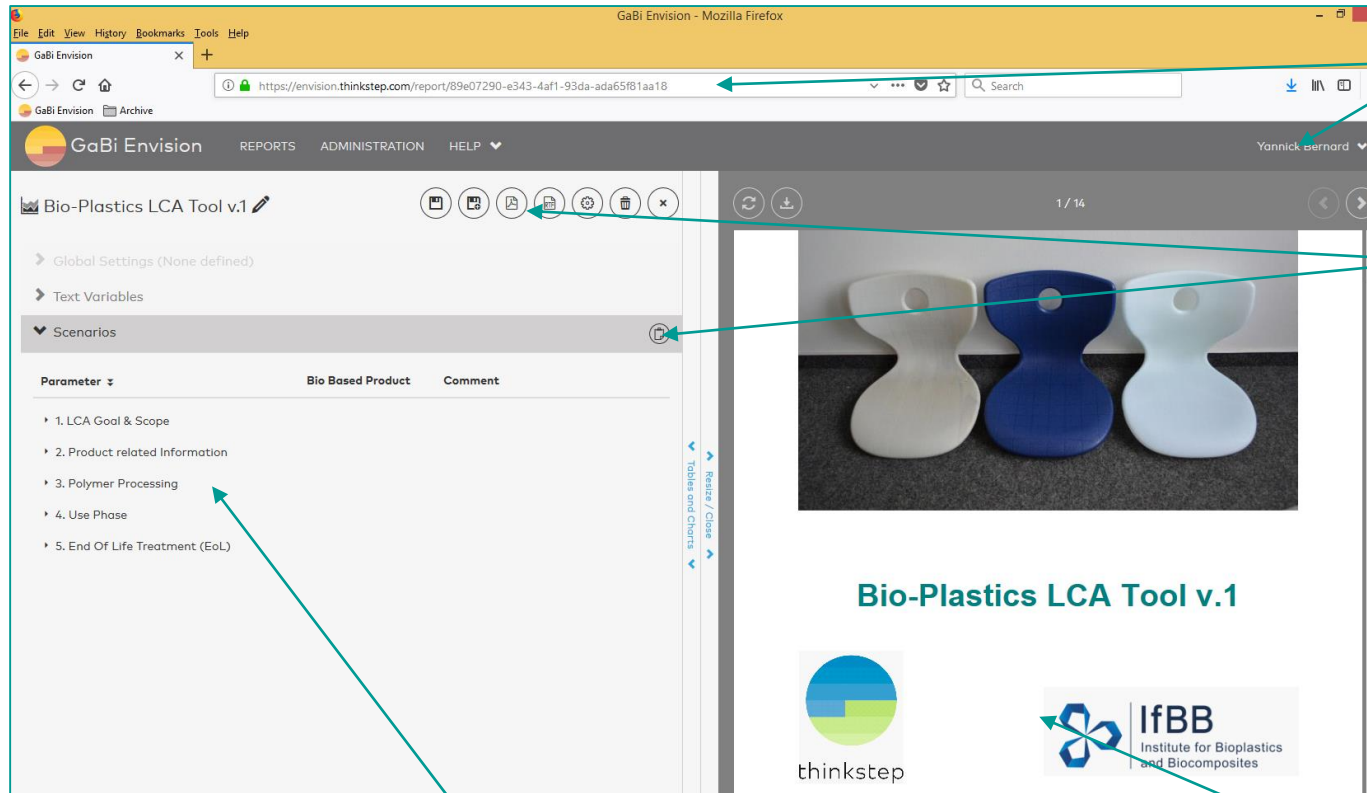 GaBi Envision - Mozilla Firefox
File Edit View History Bookmarks Tools Help
GaBi Envision
https://envision.thinkstep.com/report/89e07290-e343-4af1-93da-ada65f81aa18
Search
GaBi Envision Archive
GaBi Envision REPORTS ADMINISTRATION HELP Yannick Bernard
Bio-Plastics LCA Tool v.1
RTF
1 / 14
Global Settings (None defined)
Text Variables
Scenarios
Parameter Bio Based Product Comment
1. LCA Goal & Scope
2. Product related Information
3. Polymer Processing
4. Use Phase
5. End Of Life Treatment (EoL)
Tables and Charts
Resize / Close
Bio-Plastics LCA Tool v.1
thinkstep
IfBB
Institute for Bioplastics
and Biocomposites